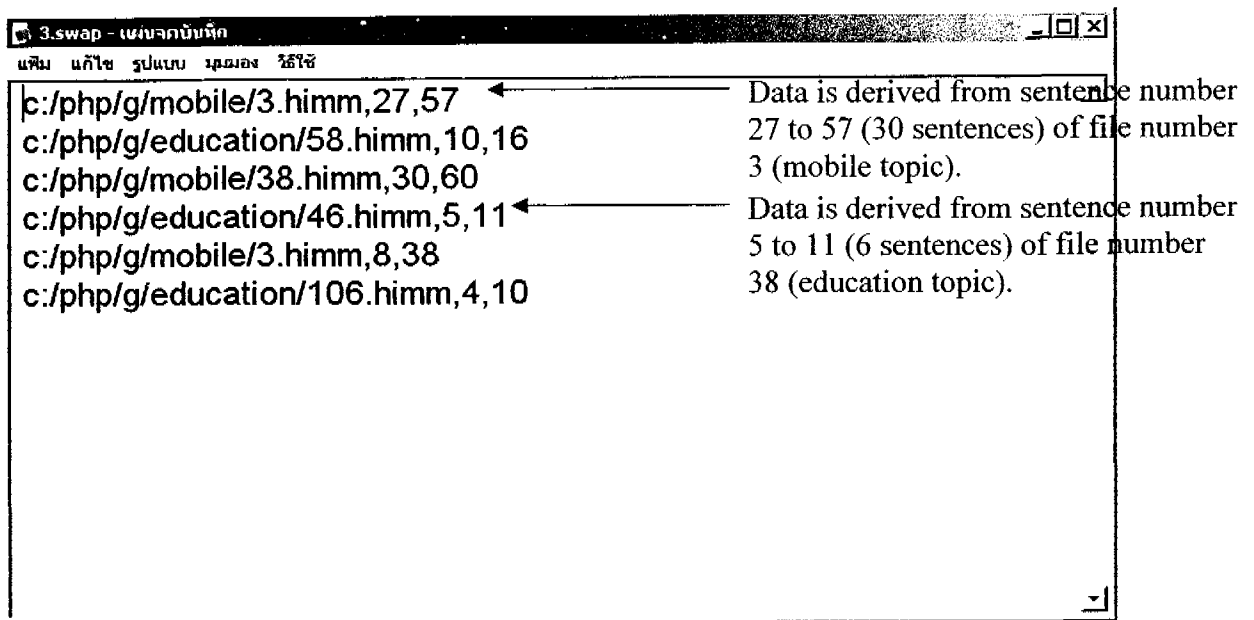 3.swap - แผ่นจดบันทึก
แฟ้ม แก้ไข รูปแบบ มุมมอง วิธีใช้
c:/php/g/mobile/3.himm,27,57
c:/php/g/education/58.himm,10,16
c:/php/g/mobile/38.himm,30,60
c:/php/g/education/46.himm,5,11
c:/php/g/mobile/3.himm,8,38
c:/php/g/education/106.himm,4,10
Data is derived from sentence number
27 to 57 (30 sentences) of file number
3 (mobile topic).
Data is derived from sentence number
5 to 11 (6 sentences) of file number
38 (education topic).